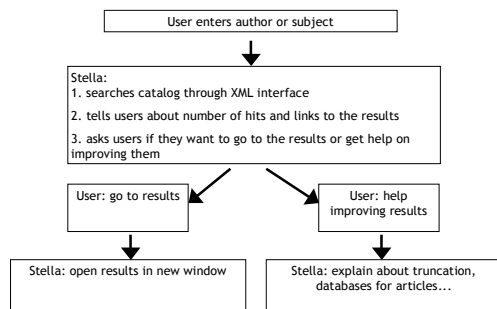 User enters author or subject
Stella:
1. searches catalog through XML interface
2. tells users about number of hits and links to the results
3. asks users if they want to go to the results or get help on
improving them
User: go to results
User: help
improving results
Stella: open results in new window
Stella: explain about truncation,
databases for articles...